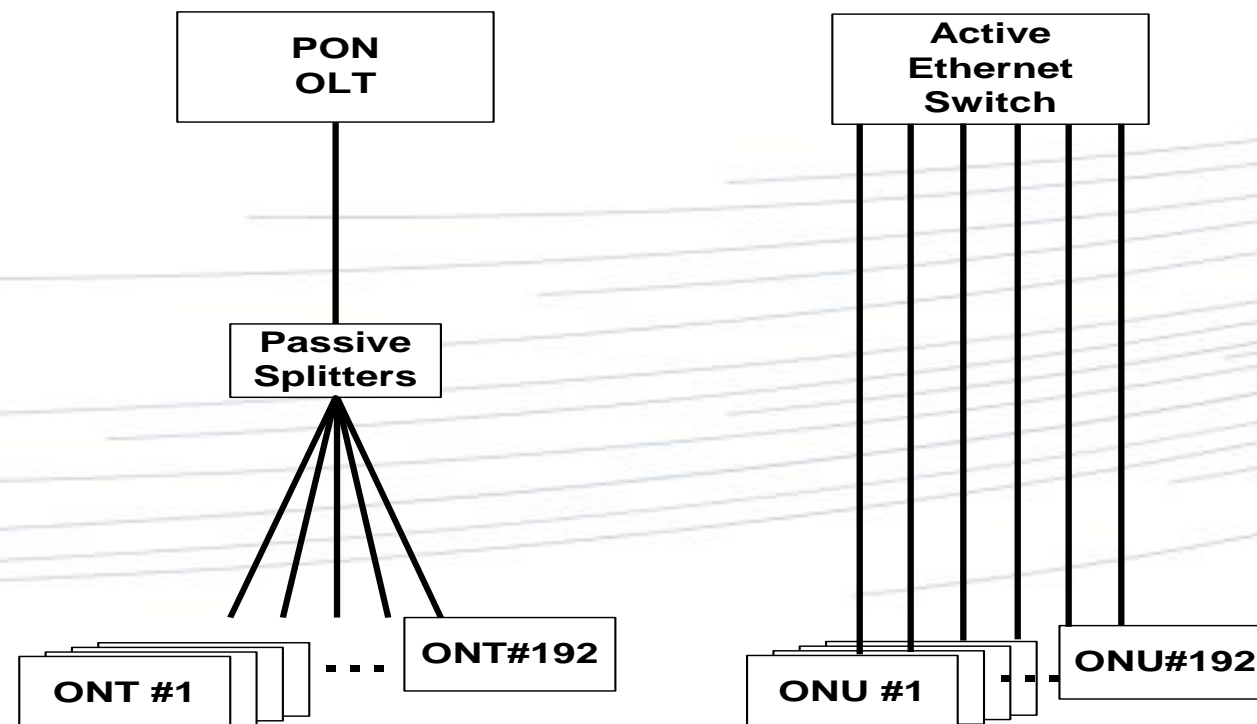 PON
OLT
Active
Ethernet
Switch
Passive
Splitters
ONT #1
ONT#192
ONU #1
ONU#192